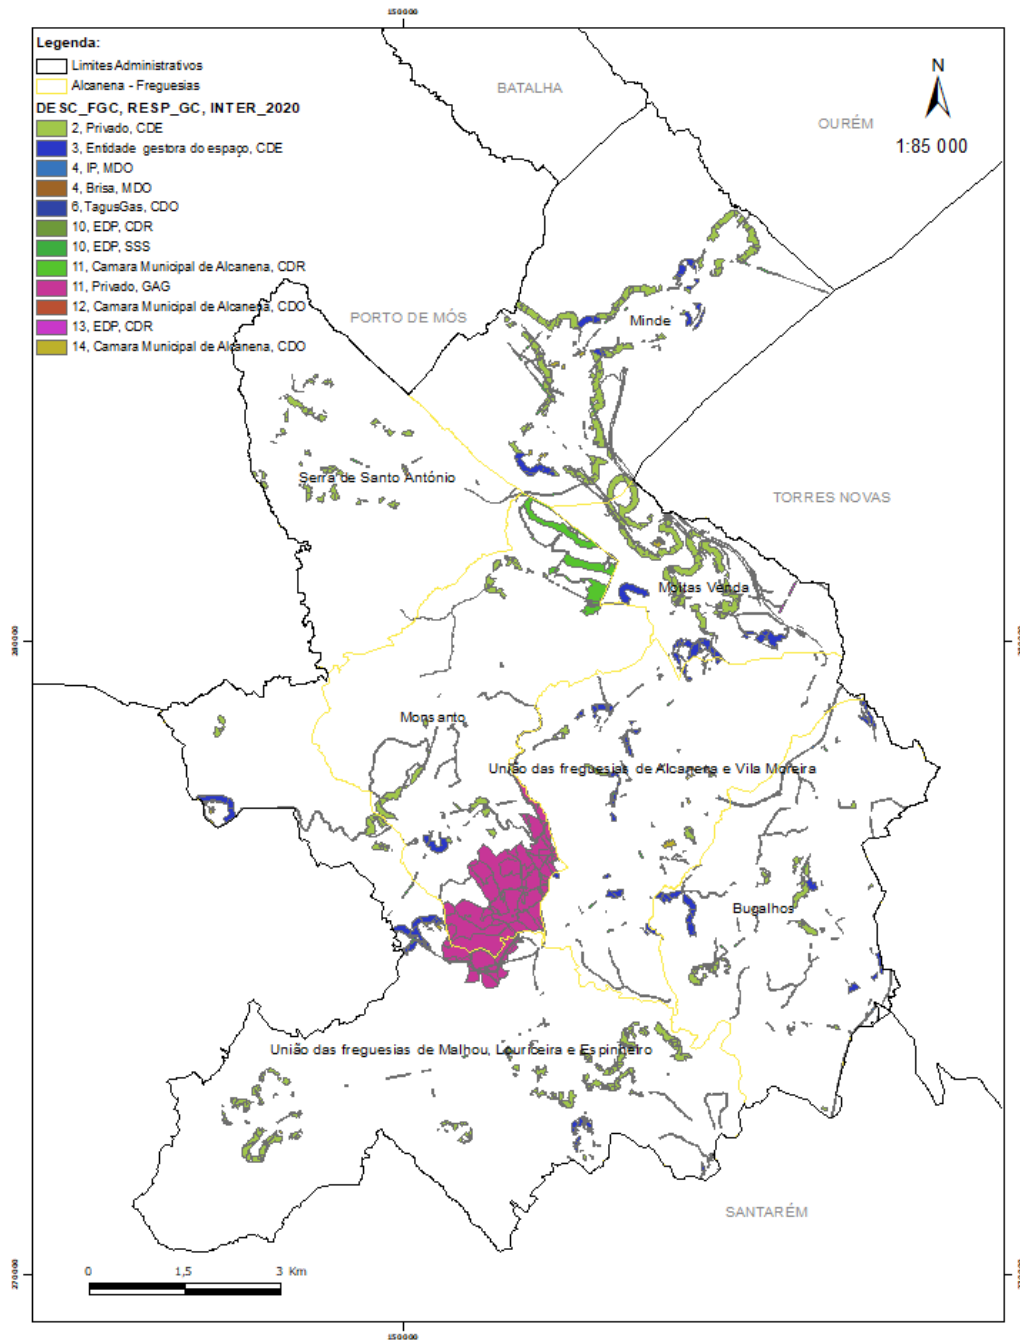 150000
Legenda:
Limites Administrativos
Alcanena - Freguesias
DESC_FGC, RESP_GC, INTER_2020
2, Privado, CDE
3, Entidade gestora do espaço, CDE
4, IP, MDO
4, Brisa, MDO
6, TagusGas, CDO
10, EDP, CDR
10, EDP, SSS
11, Camara Municipal de Alcanena, CDR
11, Privado, GAG
12, Camara Municipal de Alcanena, CDO
13, EDP, CDR
14, Camara Municipal de Alcanena, CDO
N
1:85 000
BATALHA
OURÉM
PORTO DE MÓS
Minde
Serra de Santo António
TORRES NOVAS
Moitas Venda
Monsanto
União das freguesias de Alcanena e Vila Moreira
Bugalhos
União das freguesias de Malhou, Louriceira e Espinheiro
SANTARÉM
0 1,5 3 Km
270000
270000
150000